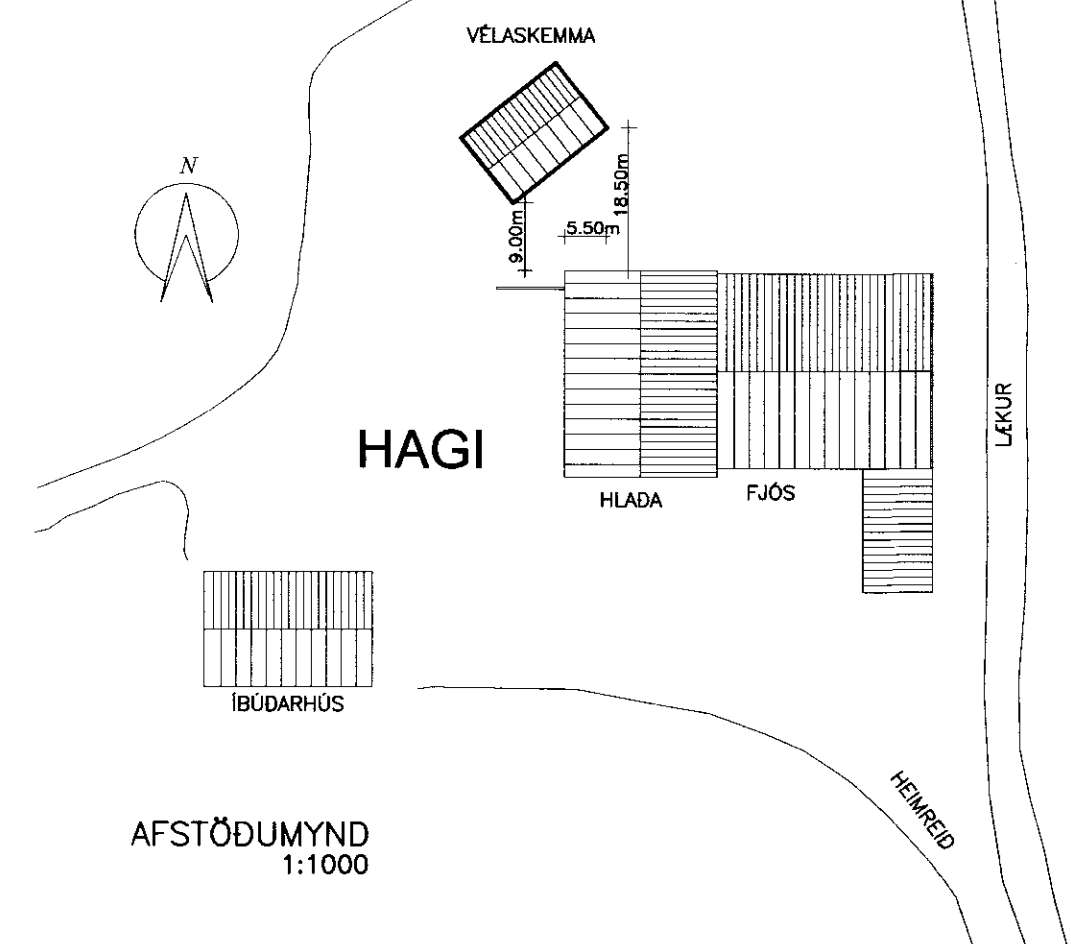 VÉLASKEMMA
N
18.50m
5.50m
9.00m
LÆKUR
HAGI
HLAÐA
FJÓS
ÍBÚÐARHÚS
HEIMREIÐ
AFSTÖÐUMYND
1:1000